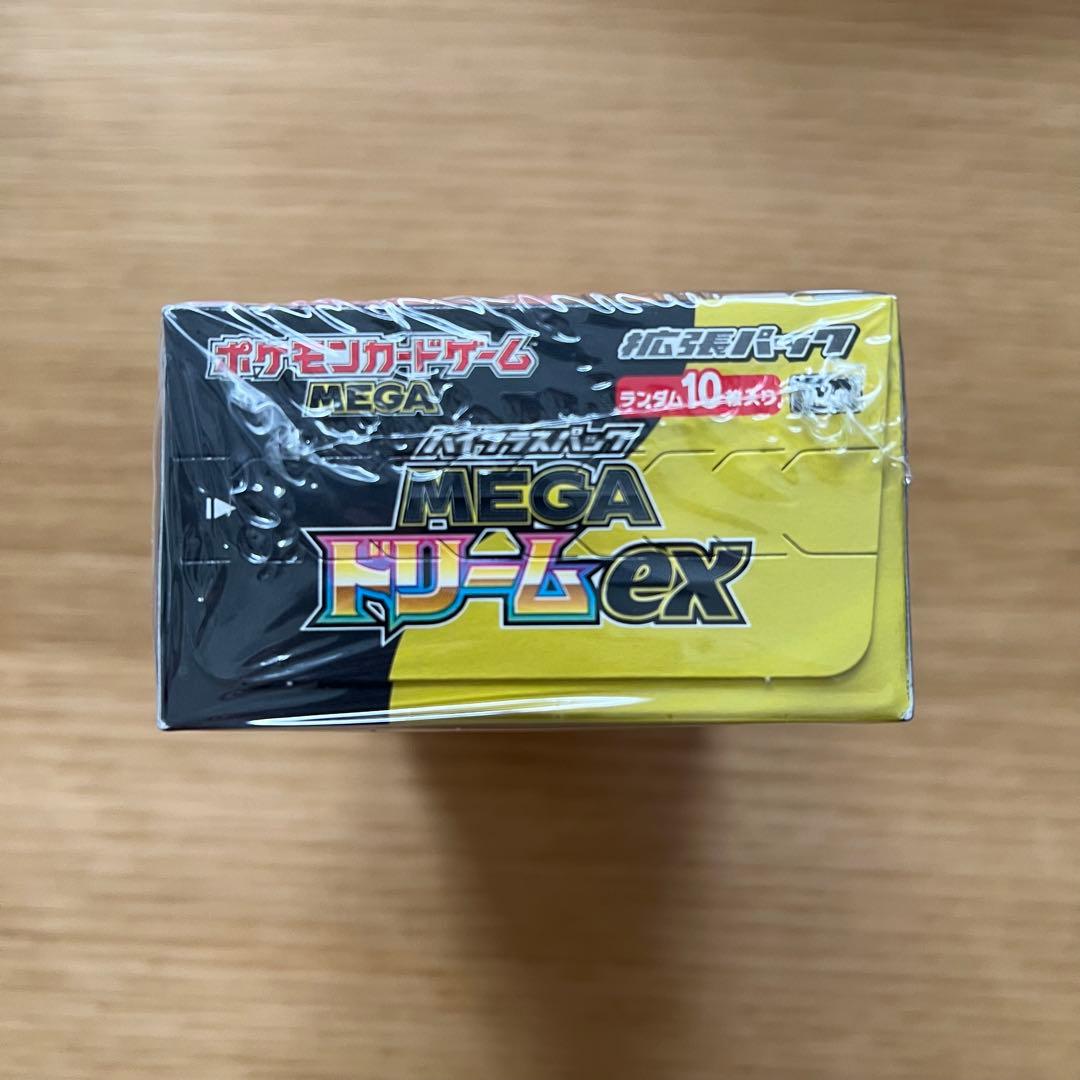 ポケモンカードゲーム
MEGA
拡張パック
ランダム10枚入り
ハイクラスパック
MEGA
ドリームex